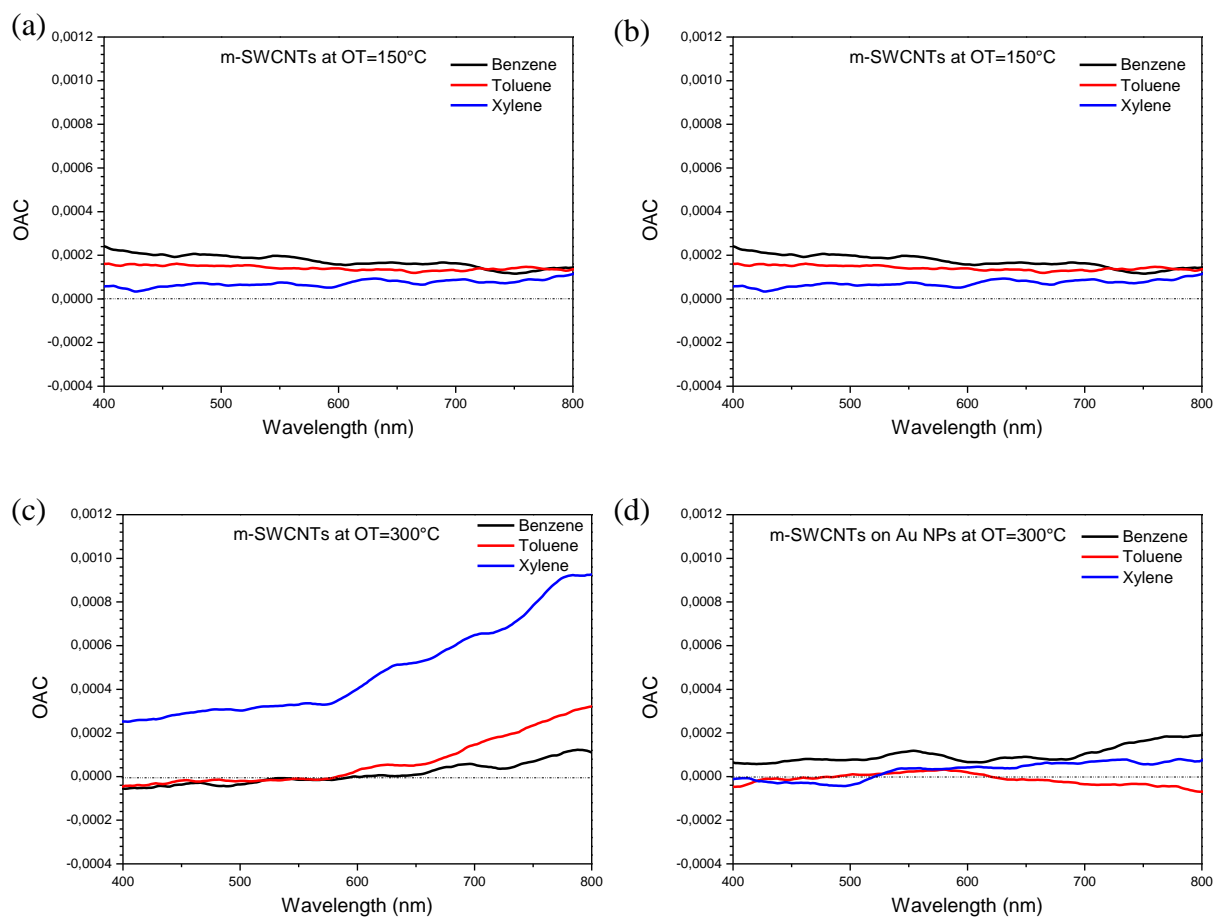 (a)
m-SWCNTs at OT=150°C
Benzene
Toluene
Xylene
0,0012
0,0010
0,0008
0,0006
0,0004
0,0002
0,0000
-0,0002
-0,0004
OAC
400 500 600 700 800
Wavelength (nm)
(b)
m-SWCNTs at OT=150°C
Benzene
Toluene
Xylene
0,0012
0,0010
0,0008
0,0006
0,0004
0,0002
0,0000
-0,0002
-0,0004
OAC
400 500 600 700 800
Wavelength (nm)
(c)
m-SWCNTs at OT=300°C
Benzene
Toluene
Xylene
0,0012
0,0010
0,0008
0,0006
0,0004
0,0002
0,0000
-0,0002
-0,0004
OAC
400 500 600 700 800
Wavelength (nm)
(d)
m-SWCNTs on Au NPs at OT=300°C
Benzene
Toluene
Xylene
0,0012
0,0010
0,0008
0,0006
0,0004
0,0002
0,0000
-0,0002
-0,0004
OAC
400 500 600 700 800
Wavelength (nm)